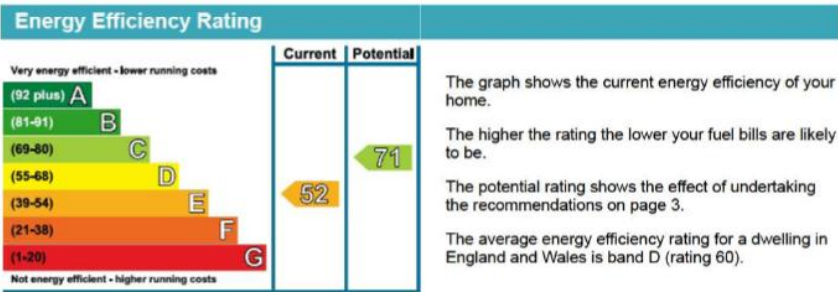 Energy Efficiency Rating
Current Potential
Very energy efficient - lower running costs
(92 plus) A
(81-91) B
(69-80) C
71
(55-68) D
(39-54) E
52
(21-38) F
(1-20) G
Not energy efficient - higher running costs
The graph shows the current energy efficiency of your
home.
The higher the rating the lower your fuel bills are likely
to be.
The potential rating shows the effect of undertaking
the recommendations on page 3.
The average energy efficiency rating for a dwelling in
England and Wales is band D (rating 60).